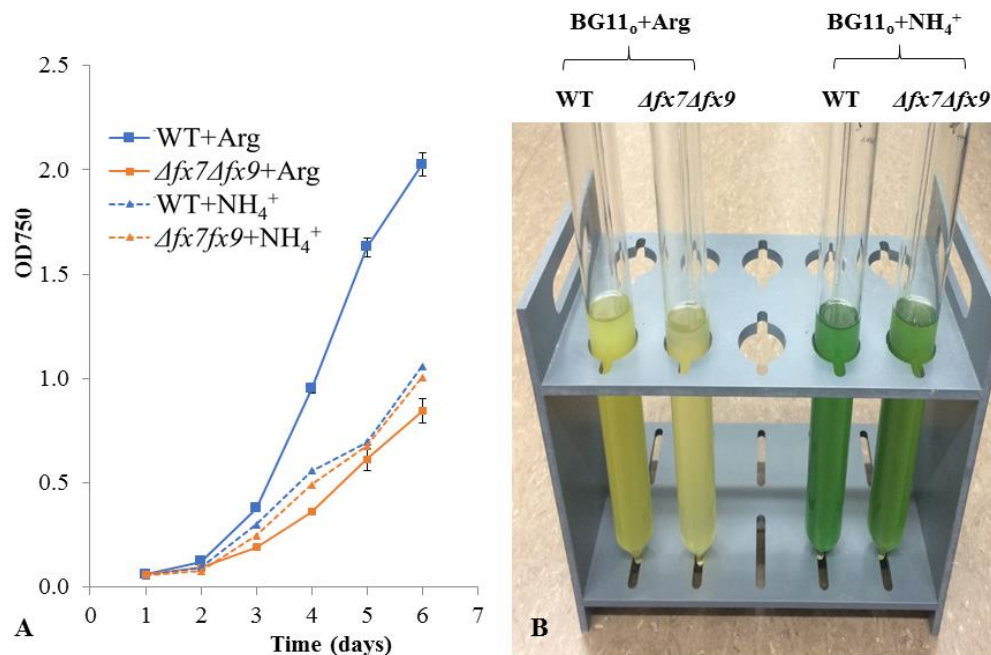 2.5
2.0
1.5
1.0
0.5
0.0
OD750
WT+Arg
Δfx7Δfx9+Arg
WT+NH₄⁺
Δfx7fx9+NH₄⁺
0 1 2 3 4 5 6 7
Time (days)
A
BG11ₒ+Arg BG11ₒ+NH₄⁺
WT Δfx7Δfx9 WT Δfx7Δfx9
B